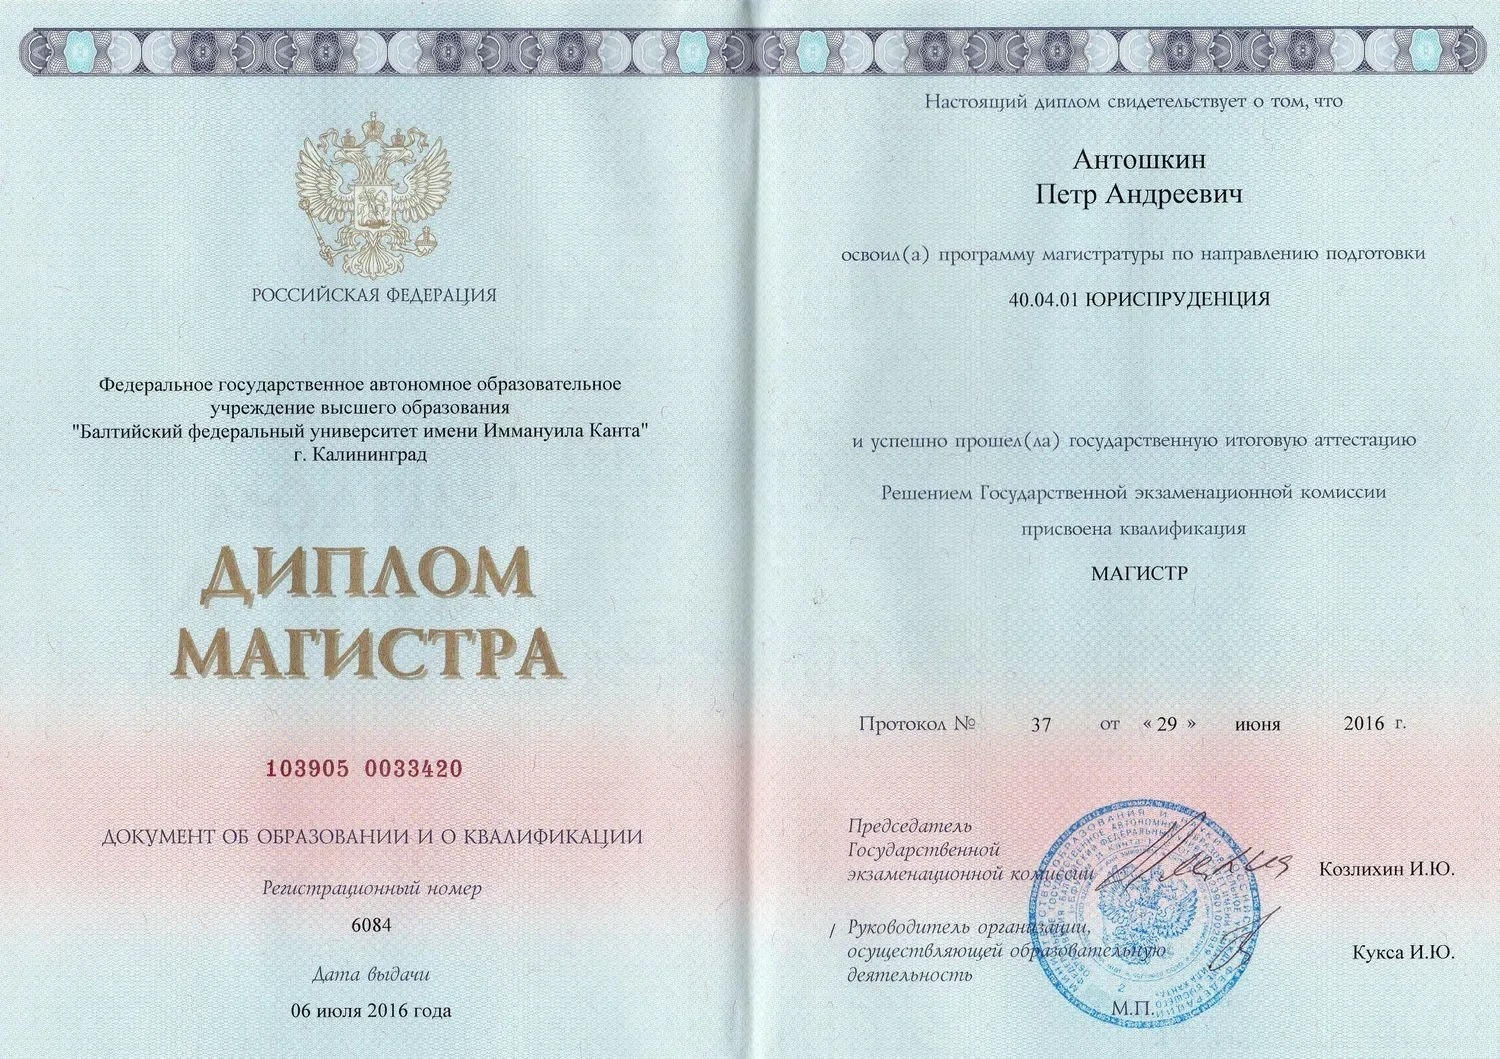 РОССИЙСКАЯ ФЕДЕРАЦИЯ
Федеральное государственное автономное образовательное
учреждение высшего образования
"Балтийский федеральный университет имени Иммануила Канта"
г. Калининград
ДИПЛОМ
МАГИСТРА
103905 0033420
ДОКУМЕНТ ОБ ОБРАЗОВАНИИ И О КВАЛИФИКАЦИИ
Регистрационный номер
6084
Дата выдачи
06 июля 2016 года
Настоящий диплом свидетельствует о том, что
Антошкин
Петр Андреевич
освоил(а) программу магистратуры по направлению подготовки
40.04.01 ЮРИСПРУДЕНЦИЯ
и успешно прошел(ла) государственную итоговую аттестацию
Решением Государственной экзаменационной комиссии
присвоена квалификация
МАГИСТР
Протокол № 37 от « 29 » июня 2016 г.
Председатель
Государственной
экзаменационной комиссии
Козлихин И.Ю.
/ Руководитель организации,
осуществляющей образовательную
деятельность
Кукса И.Ю.
М.П.